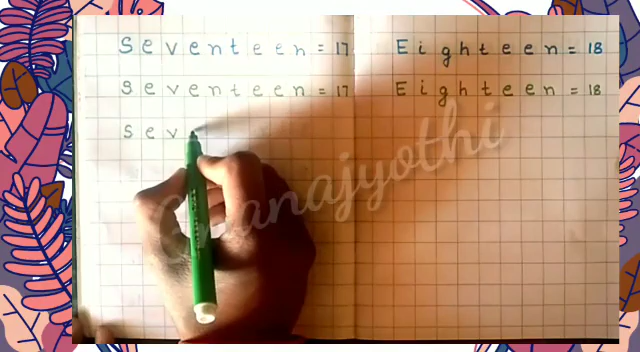 Seventeen = 17
Eighteen = 18
Seventeen = 17
Eighteen = 18
Sev
Gnanajyothi